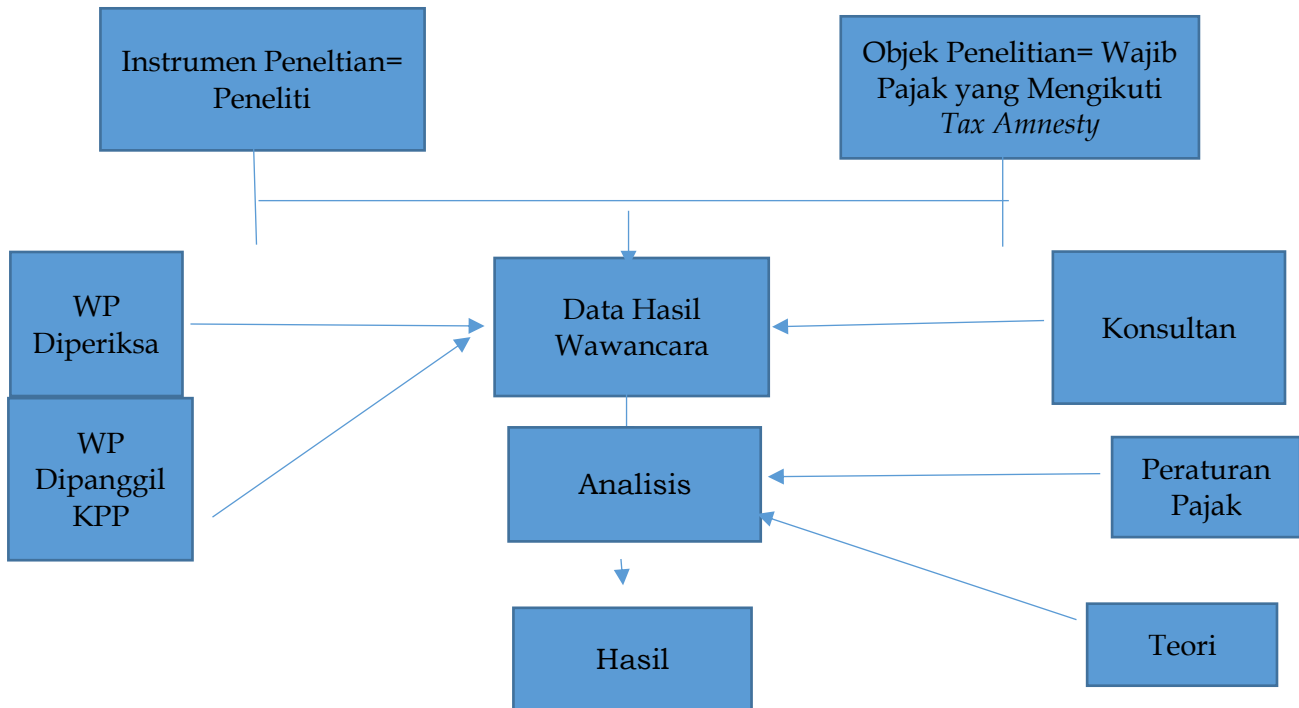 Instrumen Peneltian=
Peneliti
Objek Penelitian= Wajib
Pajak yang Mengikuti
Tax Amnesty
WP
Diperiksa
Data Hasil
Wawancara
Konsultan
WP
Dipanggil
KPP
Analisis
Peraturan
Pajak
Hasil
Teori